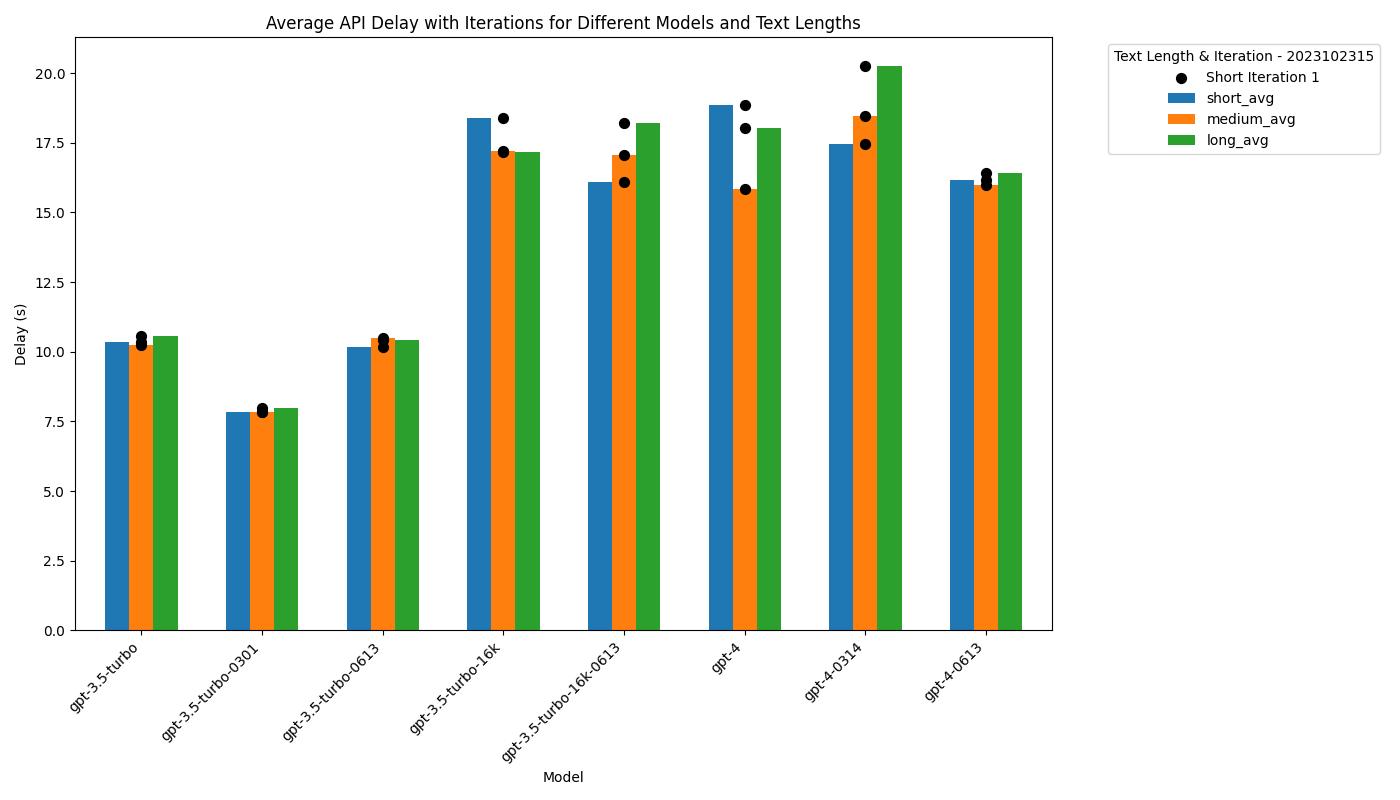 Average API Delay with Iterations for Different Models and Text Lengths
Text Length & Iteration - 2023102315
Short Iteration 1
short_avg
medium_avg
long_avg
Delay (s)
20.0
17.5
15.0
12.5
10.0
7.5
5.0
2.5
0.0
gpt-3.5-turbo
gpt-3.5-turbo-0301
gpt-3.5-turbo-0613
gpt-3.5-turbo-16k
gpt-3.5-turbo-16k-0613
gpt-4
gpt-4-0314
gpt-4-0613
Model